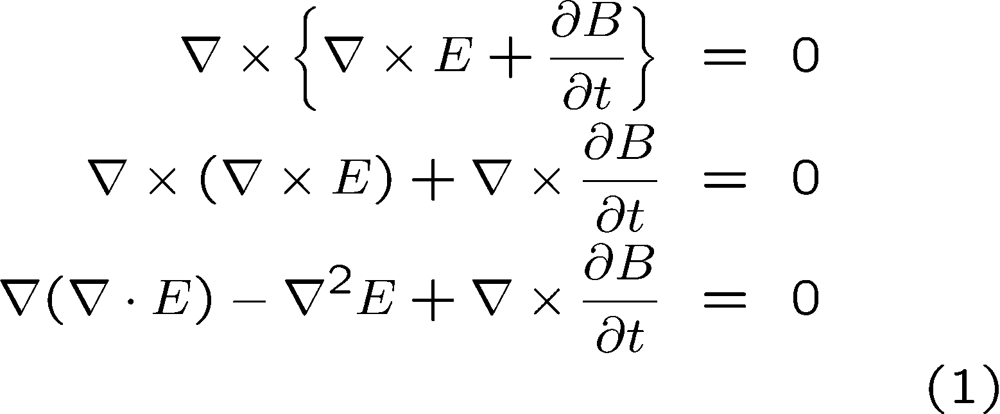 ∇ × {∇ × E + ∂B/∂t} = 0
∇ × (∇ × E) + ∇ × ∂B/∂t = 0
∇(∇ · E) − ∇²E + ∇ × ∂B/∂t = 0
(1)